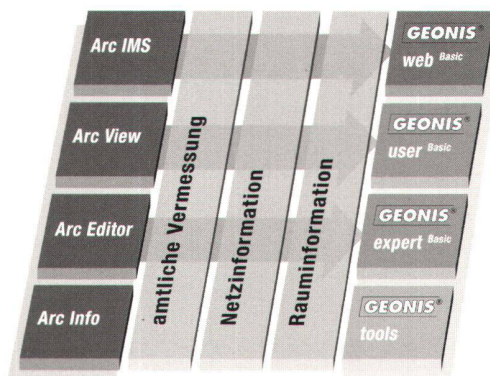 Arc IMS
Arc View
Arc Editor
Arc Info
amtliche Vermessung
Netzinformation
Rauminformation
GEONIS®
web Basic
GEONIS®
user Basic
GEONIS®
expert Basic
GEONIS®
tools